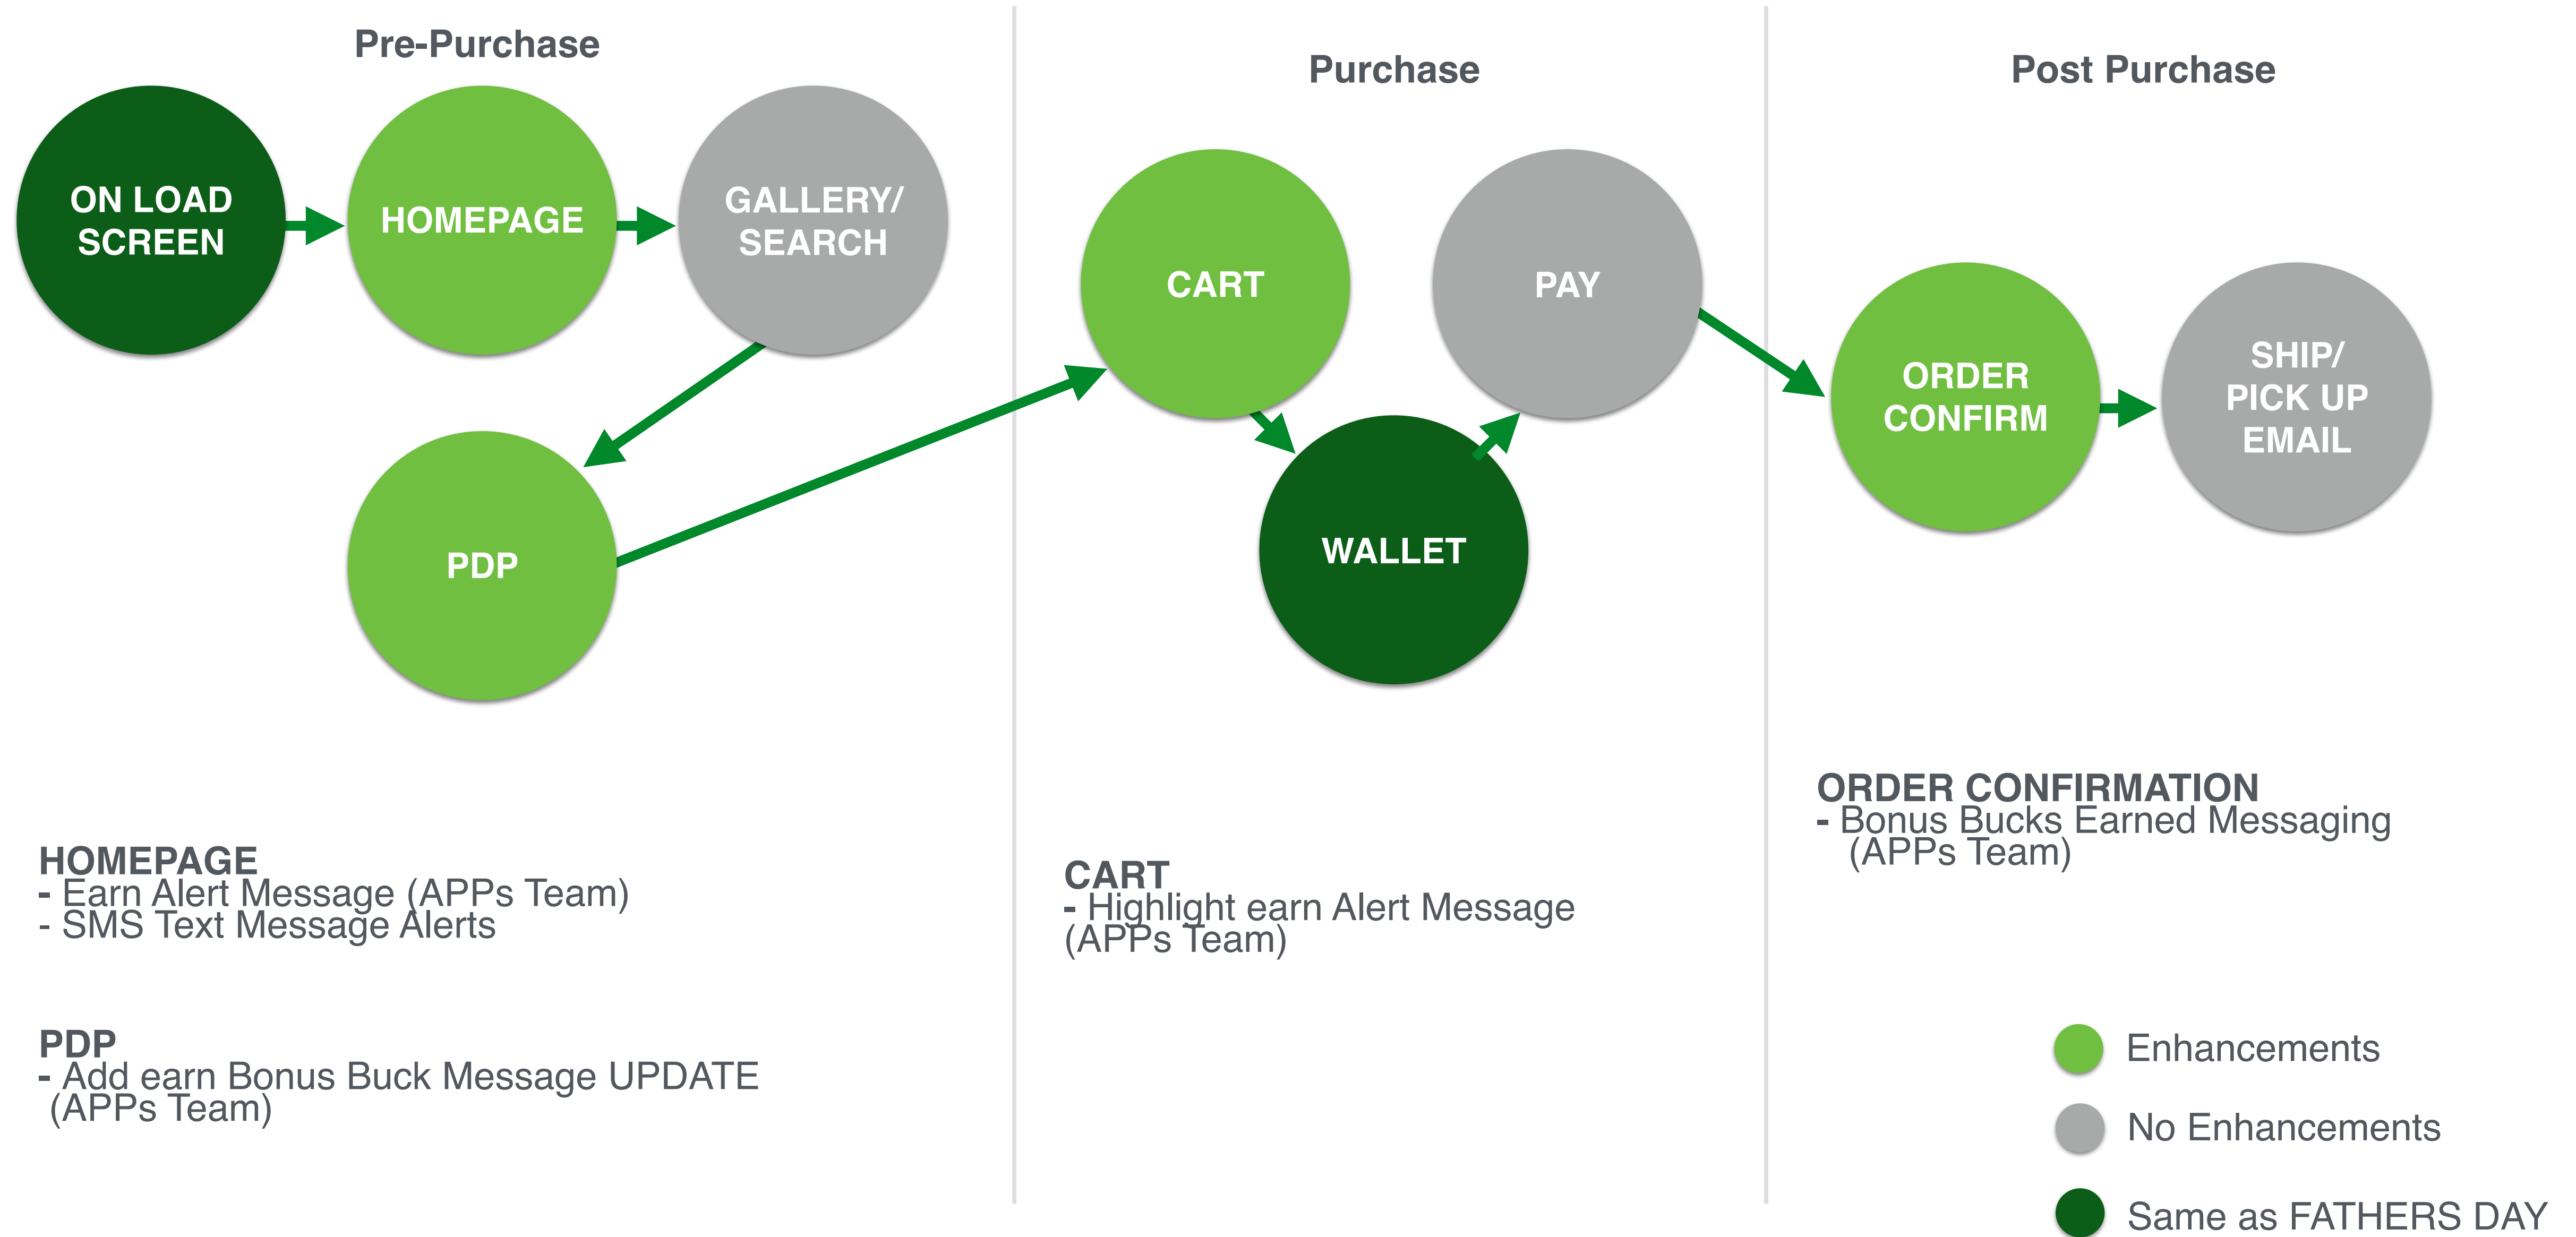 Pre-Purchase
ON LOAD
SCREEN
HOMEPAGE
GALLERY/
SEARCH
PDP
HOMEPAGE
- Earn Alert Message (APPs Team)
- SMS Text Message Alerts
PDP
- Add earn Bonus Buck Message UPDATE
(APPs Team)
Purchase
CART
PAY
WALLET
CART
- Highlight earn Alert Message
(APPs Team)
Post Purchase
ORDER
CONFIRM
SHIP/
PICK UP
EMAIL
ORDER CONFIRMATION
- Bonus Bucks Earned Messaging
(APPs Team)
Enhancements
No Enhancements
Same as FATHERS DAY